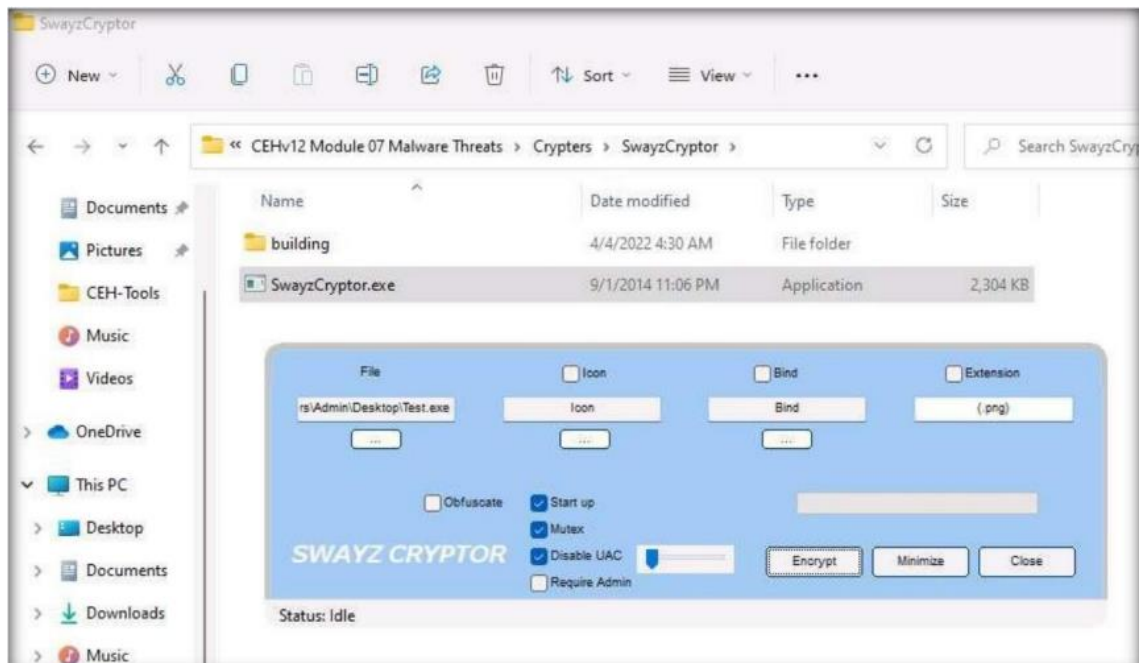 SwayzCryptor
New
Sort
View
« CEHv12 Module 07 Malware Threats > Crypters > SwayzCryptor >
Search SwayzCry
Name Date modified Type Size
Documents
building 4/4/2022 4:30 AM File folder
Pictures
SwayzCryptor.exe 9/1/2014 11:06 PM Application 2,304 KB
CEH-Tools
Music
Videos
OneDrive
This PC
Desktop
Documents
Downloads
Music
File Icon Bind Extension
rs\Admin\Desktop\Test.exe Icon Bind (.png)
... ... ...
Obfuscate Start up
Mutex
SWAYZ CRYPTOR Disable UAC
Require Admin
Encrypt Minimize Close
Status: Idle